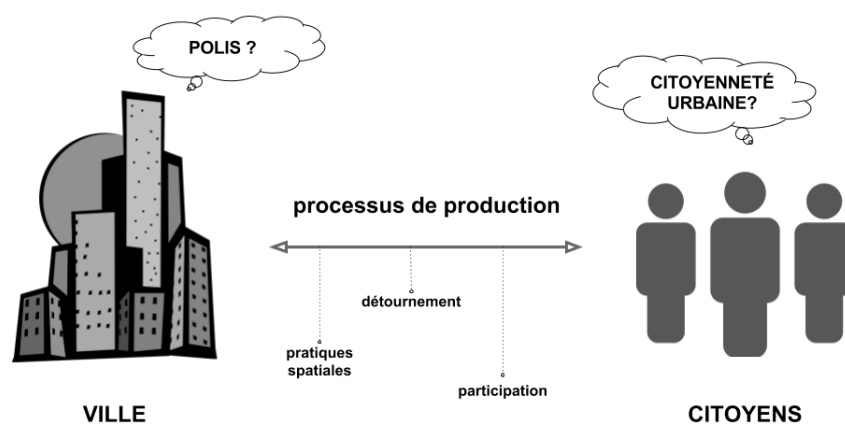 POLIS ?
CITOYENNETÉ
URBAINE?
processus de production
détournement
pratiques
spatiales
participation
VILLE
CITOYENS